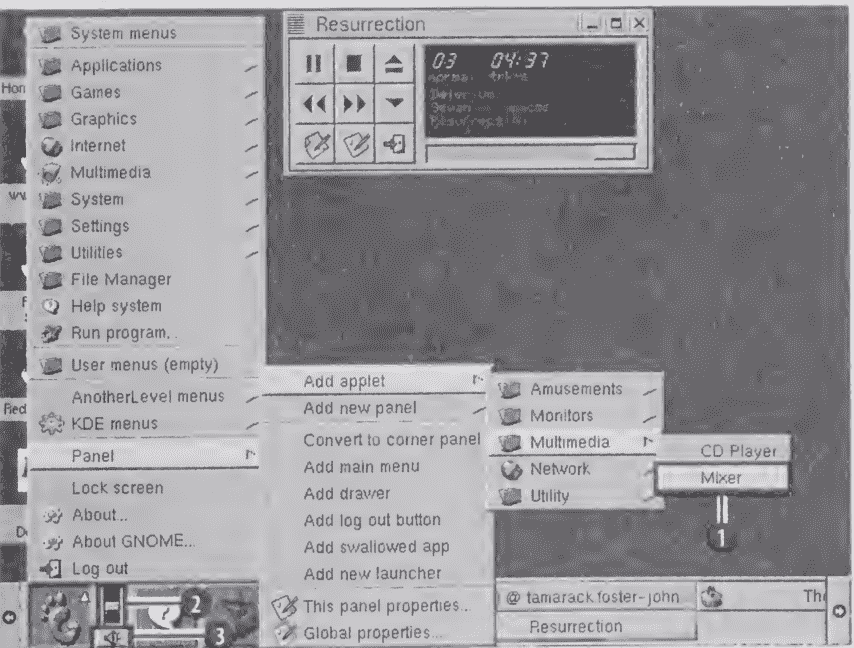 System menus
Applications
Games
Graphics
Internet
Multimedia
System
Settings
Utilities
File Manager
Help system
Run program..
User menus (empty)
AnotherLevel menus
KDE menus
Panel
Lock screen
About...
About GNOME...
Log out
Resurrection
03 04:37
Add applet
Add new panel
Convert to corner panel
Add main menu
Add drawer
Add log out button
Add swallowed app
Add new launcher
This panel properties...
Global properties...
Amusements
Monitors
Multimedia
Network
Utility
CD Player
Mixer
1
2
3
@ tamarack.foster-john
Resurrection